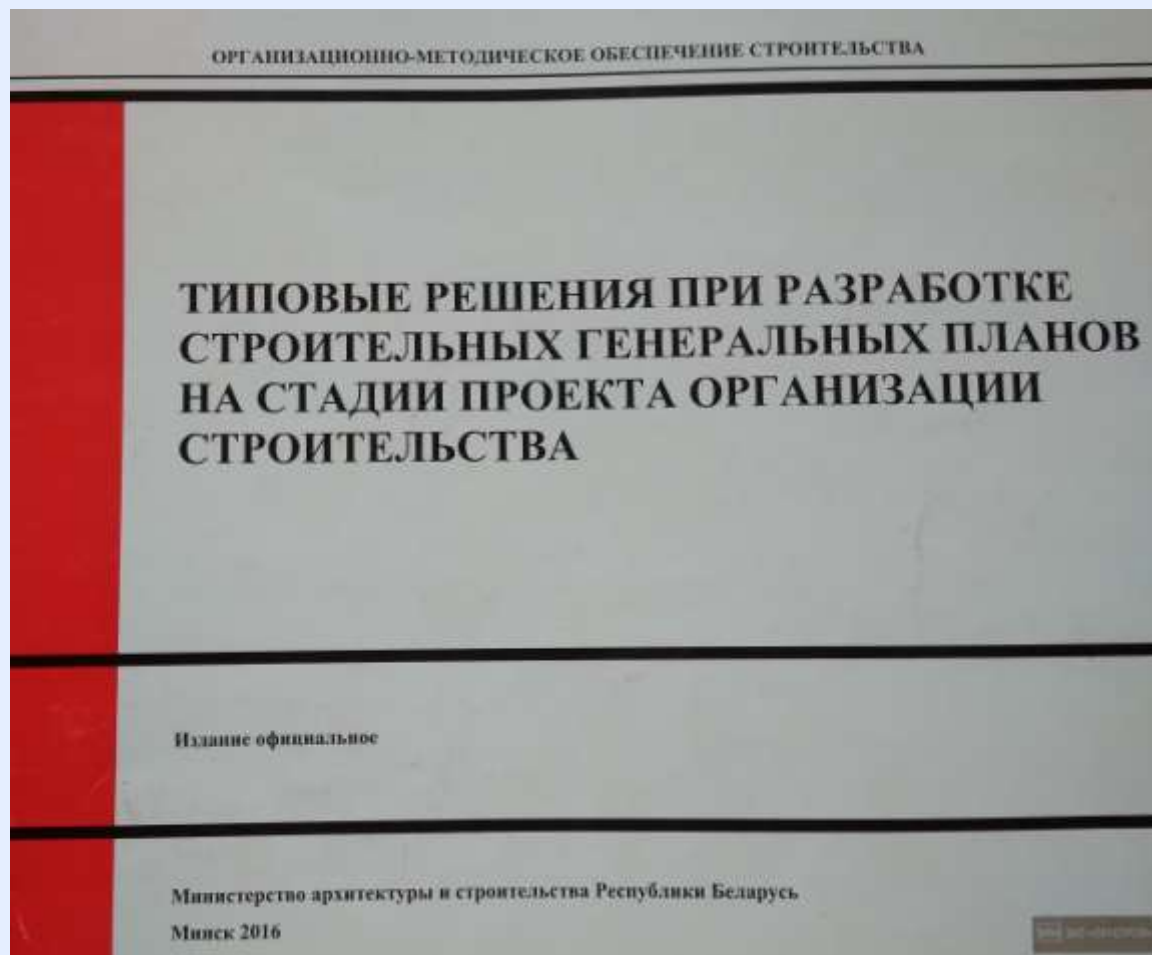 ОРГАНИЗАЦИОННО-МЕТОДИЧЕСКОЕ ОБЕСПЕЧЕНИЕ СТРОИТЕЛЬСТВА
ТИПОВЫЕ РЕШЕНИЯ ПРИ РАЗРАБОТКЕ
СТРОИТЕЛЬНЫХ ГЕНЕРАЛЬНЫХ ПЛАНОВ
НА СТАДИИ ПРОЕКТА ОРГАНИЗАЦИИ
СТРОИТЕЛЬСТВА
Издание официальное
Министерство архитектуры и строительства Республики Беларусь
Минск 2016